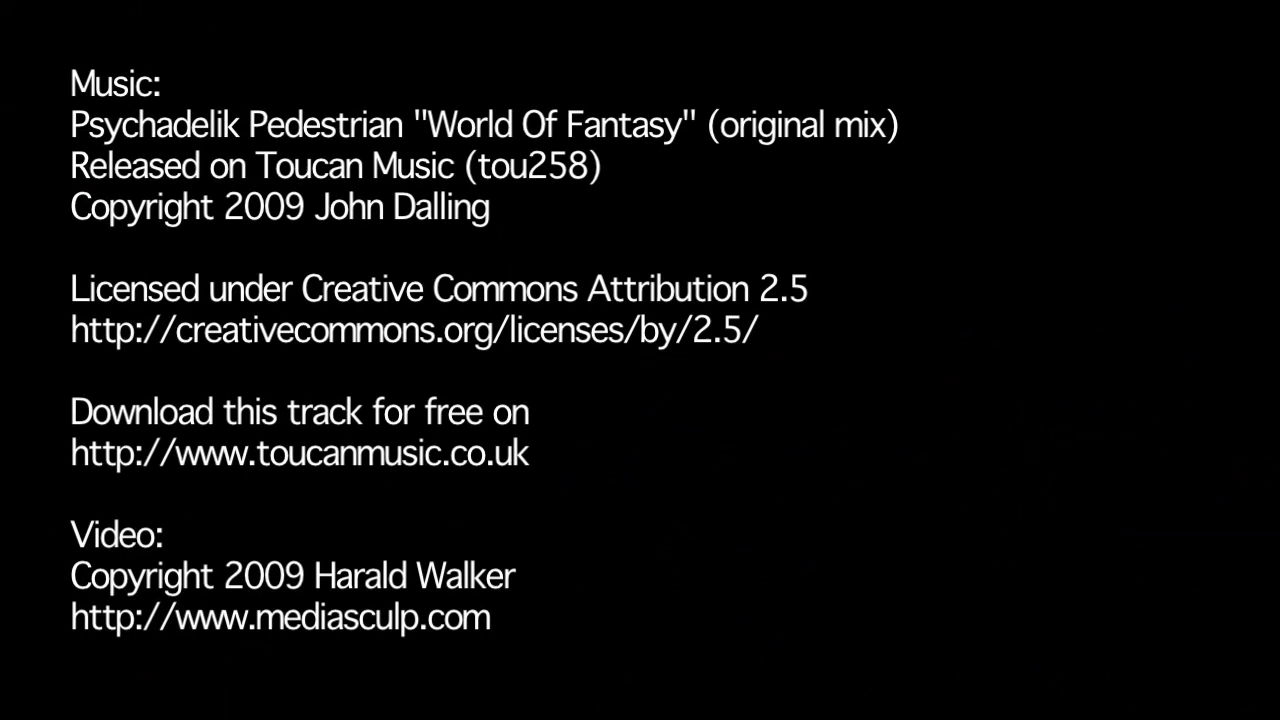 Music:
Psychadelik Pedestrian "World Of Fantasy" (original mix)
Released on Toucan Music (tou258)
Copyright 2009 John Dalling
Licensed under Creative Commons Attribution 2.5
http://creativecommons.org/licenses/by/2.5/
Download this track for free on
http://www.toucanmusic.co.uk
Video:
Copyright 2009 Harald Walker
http://www.mediasculp.com